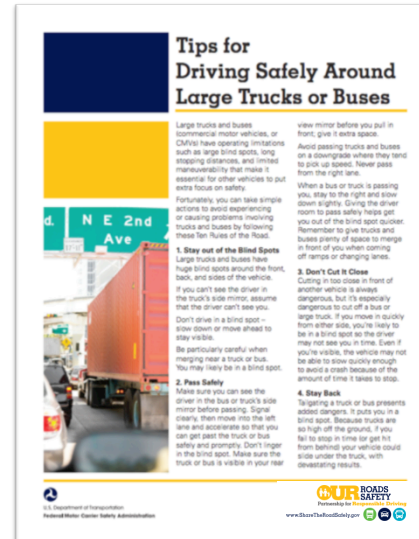 Tips for
Driving Safely Around
Large Trucks or Buses
Large trucks and buses
(commercial motor vehicles, or
CMVs) have operating limitations
such as large blind spots, long
stopping distances, and limited
maneuverability that make it
essential for other vehicles to put
extra focus on safety.
Fortunately, you can take simple
actions to avoid experiencing
or causing problems involving
trucks and buses by following
these Ten Rules of the Road.
1. Stay out of the Blind Spots
Large trucks and buses have
huge blind spots around the front,
back, and sides of the vehicle.
If you can't see the driver in
the truck's side mirror, assume
that the driver can't see you.
Don't drive in a blind spot –
slow down or move ahead to
stay visible.
Be particularly careful when
merging near a truck or bus.
You may likely be in a blind spot.
2. Pass Safely
Make sure you can see the
driver in the bus or truck's side
mirror before passing. Signal
clearly, then move into the left
lane and accelerate so that you
can get past the truck or bus
safely and promptly. Don't linger
in the blind spot. Make sure the
truck or bus is visible in your rear
view mirror before you pull in
front; give it extra space.
Avoid passing trucks and buses
on a downgrade where they tend
to pick up speed. Never pass
from the right lane.
When a bus or truck is passing
you, stay to the right and slow
down slightly. Giving the driver
room to pass safely helps get
you out of the blind spot quicker.
Remember to give trucks and
buses plenty of space to merge
in front of you when coming
off ramps or changing lanes.
3. Don't Cut It Close
Cutting in too close in front of
another vehicle is always
dangerous, but it's especially
dangerous to cut off a bus or
large truck. If you move in quickly
from either side, you're likely to
be in a blind spot so the driver
may not see you in time. Even if
you're visible, the vehicle may not
be able to slow quickly enough
to avoid a crash because of the
amount of time it takes to stop.
4. Stay Back
Tailgating a truck or bus presents
added dangers. It puts you in a
blind spot. Because trucks are
so high off the ground, if you
fail to stop in time (or get hit
from behind) your vehicle could
slide under the truck, with
devastating results.
d.
N E 2nd
Ave
U.S. Department of Transportation
Federal Motor Carrier Safety Administration
OUR ROADS
SAFETY
Partnership for Responsible Driving
www.ShareTheRoadSafely.gov